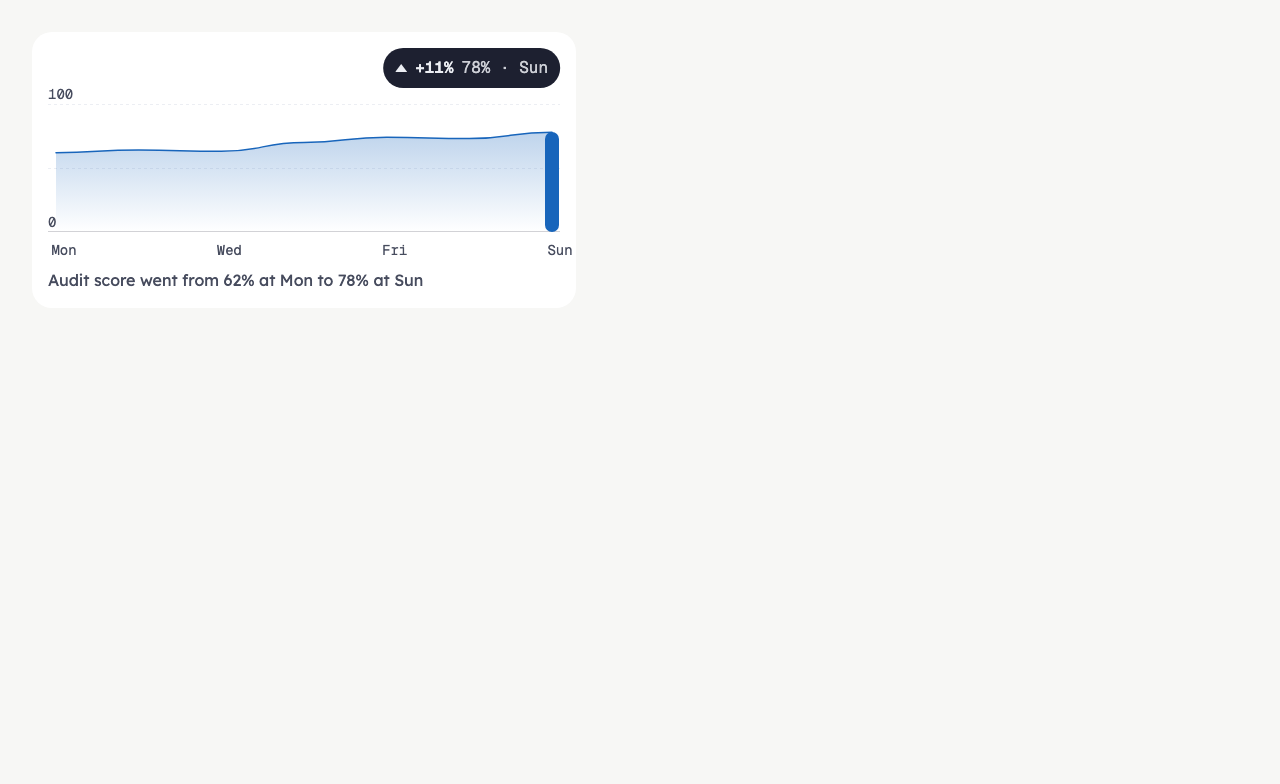 +11% 78% · Sun
100
0
Mon Wed Fri Sun
Audit score went from 62% at Mon to 78% at Sun